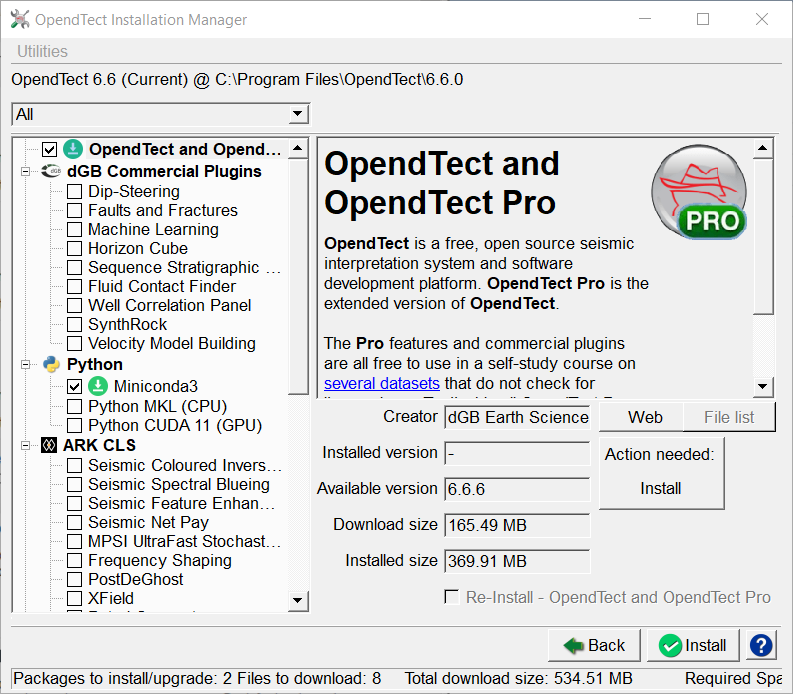 OpendTect Installation Manager
Utilities
OpendTect 6.6 (Current) @ C:\Program Files\OpendTect\6.6.0
All
OpendTect and Opend...
dGB Commercial Plugins
Dip-Steering
Faults and Fractures
Machine Learning
Horizon Cube
Sequence Stratigraphic ...
Fluid Contact Finder
Well Correlation Panel
SynthRock
Velocity Model Building
Python
Miniconda3
Python MKL (CPU)
Python CUDA 11 (GPU)
ARK CLS
Seismic Coloured Invers...
Seismic Spectral Blueing
Seismic Feature Enhan...
Seismic Net Pay
MPSI UltraFast Stochast...
Frequency Shaping
PostDeGhost
XField
OpendTect and
OpendTect Pro
PRO
OpendTect is a free, open source seismic
interpretation system and software
development platform. OpendTect Pro is the
extended version of OpendTect.
The Pro features and commercial plugins
are all free to use in a self-study course on
several datasets that do not check for
Creator dGB Earth Science
Web File list
Installed version -
Action needed:
Install
Available version 6.6.6
Download size 165.49 MB
Installed size 369.91 MB
Re-Install - OpendTect and OpendTect Pro
Back Install ?
Packages to install/upgrade: 2 Files to download: 8 Total download size: 534.51 MB Required Spa